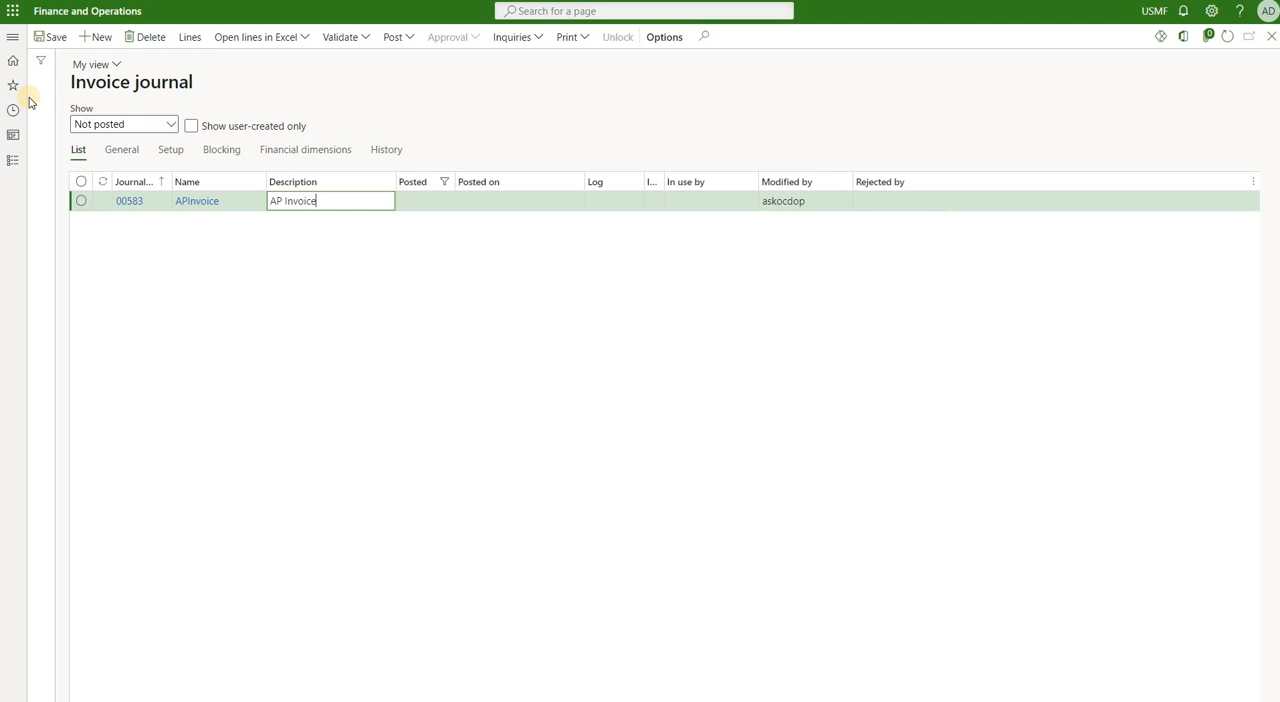 Finance and Operations
Search for a page
USMF
?
AD
Save
New
Delete
Lines
Open lines in Excel
Validate
Post
Approval
Inquiries
Print
Unlock
Options
0
My view
Invoice journal
Show
Not posted
Show user-created only
List
General
Setup
Blocking
Financial dimensions
History
Journal...
Name
Description
Posted
Posted on
Log
I...
In use by
Modified by
Rejected by
00583
APInvoice
AP Invoice
askocdop